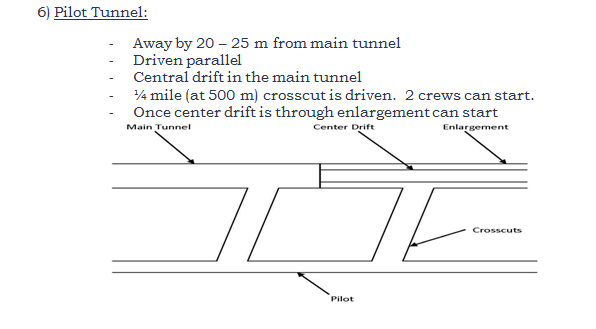 6) Pilot Tunnel:
- Away by 20 – 25 m from main tunnel
- Driven parallel
- Central drift in the main tunnel
- ¼ mile (at 500 m) crosscut is driven. 2 crews can start.
- Once center drift is through enlargement can start
Main Tunnel Center Drift Enlargement
Crosscuts
Pilot